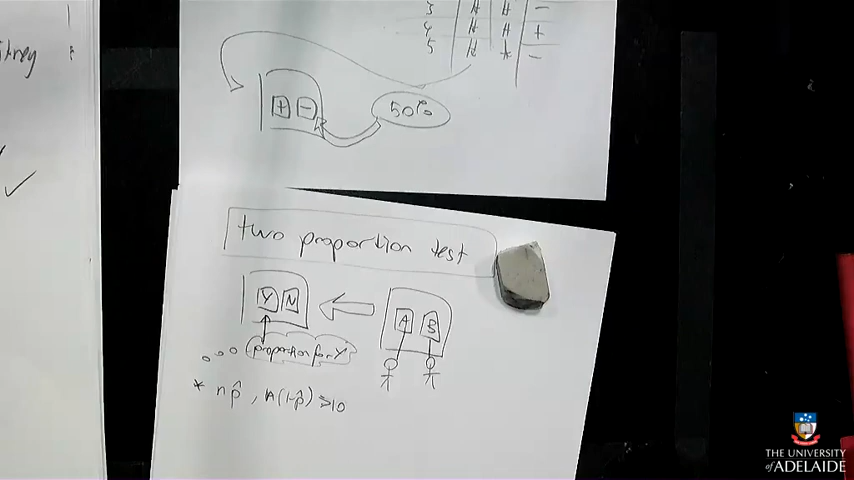 3 H H -
4 H H +
5 H * -
+ -
50%
two proportion test
Y N
A B
proportion for Y
* np̂, n(1-p̂) ≥10
THE UNIVERSITY
of ADELAIDE